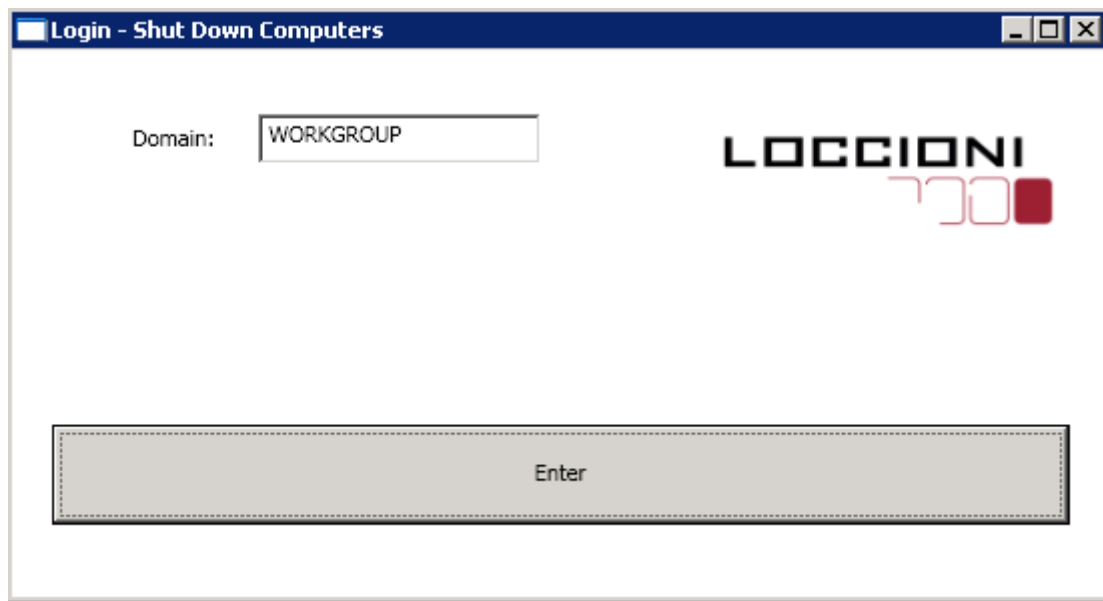 Login - Shut Down Computers
Domain:
WORKGROUP
LOCCIONI
Enter